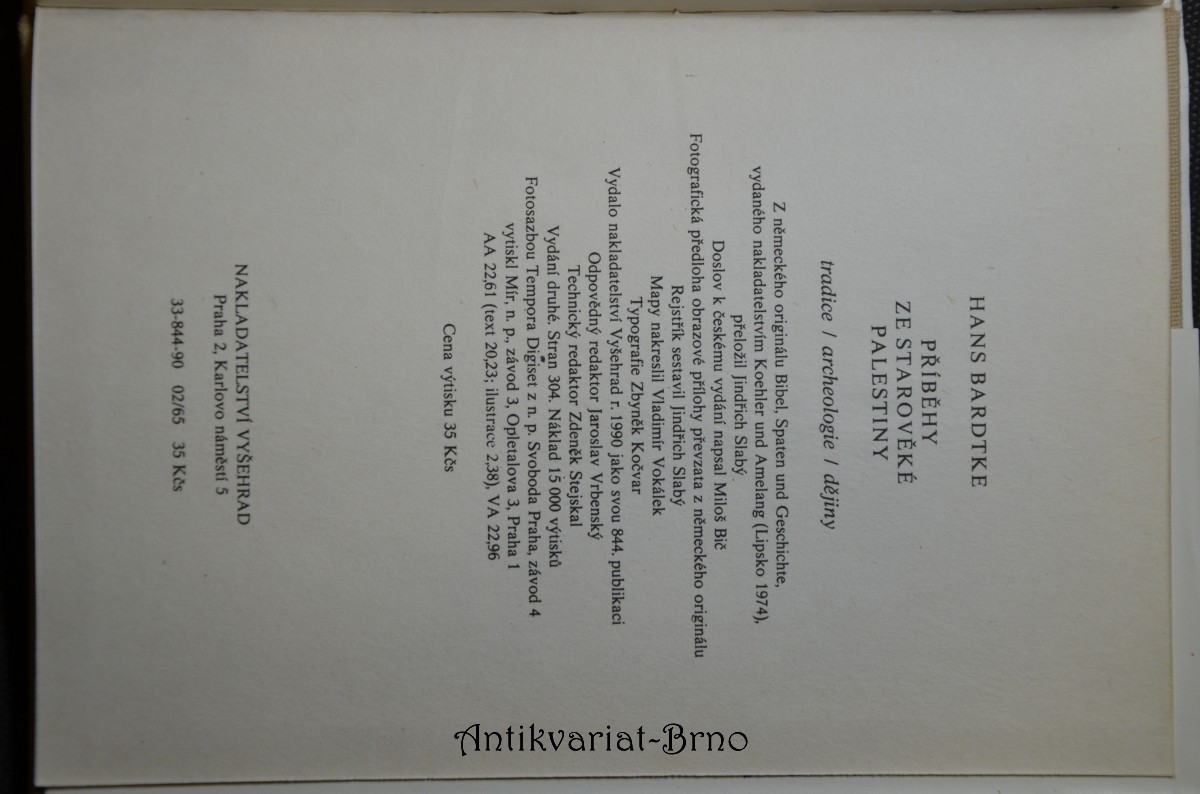 HANS BARDTKE
PŘÍBĚHY
ZE STAROVĚKÉ
PALESTINY
tradice / archeologie / dějiny
Z německého originálu Bibel, Spaten und Geschichte,
vydaného nakladatelstvím Koehler und Amelang (Lipsko 1974),
přeložil Jindřich Slabý
Doslov k českému vydání napsal Miloš Bič
Fotografická předloha obrazové přílohy převzata z německého originálu
Rejstřík sestavil Jindřich Slabý
Mapy nakreslil Vladimír Vokálek
Typografie Zbyněk Kočvar
Vydalo nakladatelství Vyšehrad r. 1990 jako svou 844. publikaci
Odpovědný redaktor Jaroslav Vrbenský
Technický redaktor Zdeněk Stejskal
Vydání druhé. Stran 304. Náklad 15 000 výtisků
Fotosazbou Tempora Digiset z n. p. Svoboda Praha, závod 4
vytiskl Mír, n. p., závod 3, Opletalova 3, Praha 1
AA 22,61 (text 20,23; ilustrace 2,38), VA 22,96
Cena výtisku 35 Kčs
NAKLADATELSTVÍ VYŠEHRAD
Praha 2, Karlovo náměstí 5
33-844-90 02/65 35 Kčs
Antikvariat-Brno